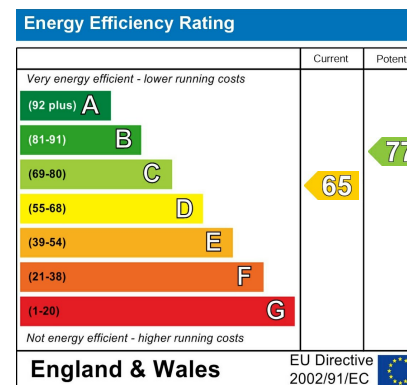 Energy Efficiency Rating
Current Potent
Very energy efficient - lower running costs
(92 plus) A
(81-91) B
77
(69-80) C
65
(55-68) D
(39-54) E
(21-38) F
(1-20) G
Not energy efficient - higher running costs
England & Wales
EU Directive
2002/91/EC